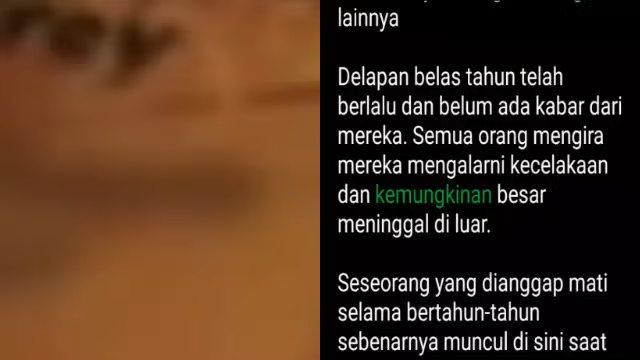 lainnya
Delapan belas tahun telah
berlalu dan belum ada kabar dari
mereka. Semua orang mengira
mereka mengalarni kecelakaan
dan kemungkinan besar
meninggal di luar.
Seseorang yang dianggap mati
selama bertahun-tahun
sebenarnya muncul di sini saat